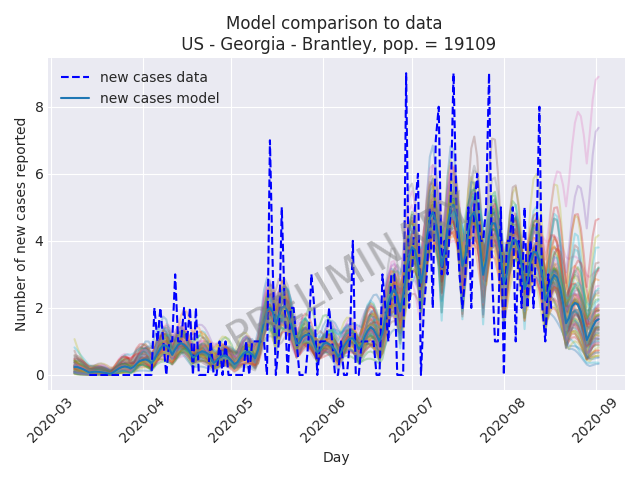 Model comparison to data
US - Georgia - Brantley, pop. = 19109
new cases data
new cases model
Number of new cases reported
8
6
4
2
0
PRELIMINARY
2020-03
2020-04
2020-05
2020-06
2020-07
2020-08
2020-09
Day